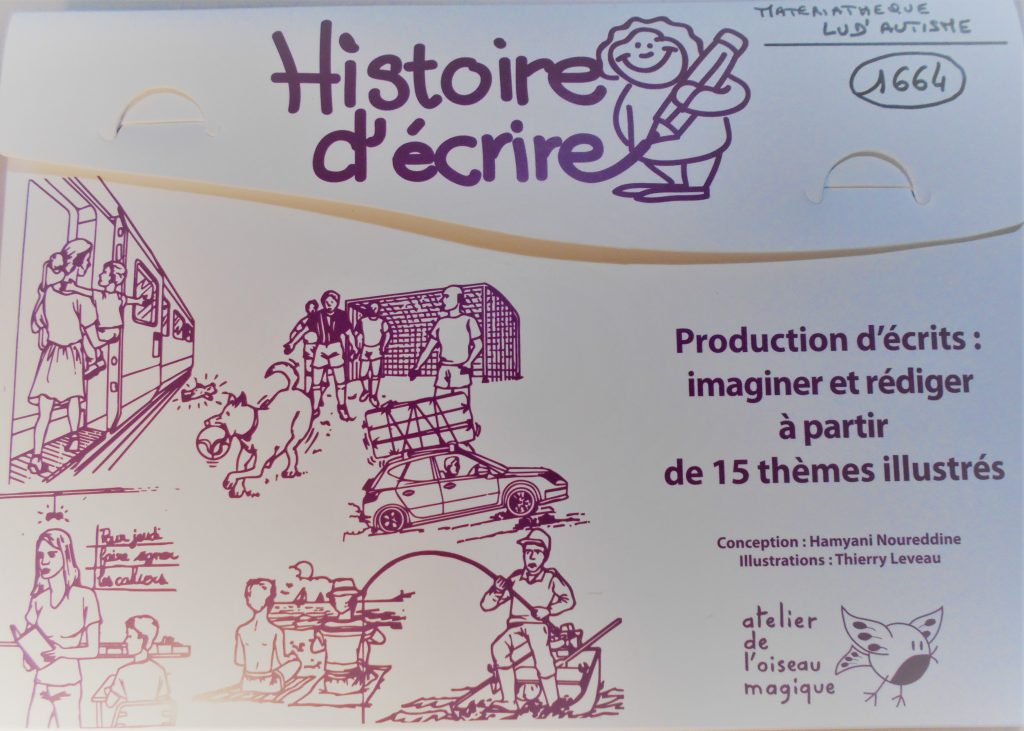 MATERIATHEQUE
LUD'AUTISME
1664
Histoire
d'écrire
Production d'écrits :
imaginer et rédiger
à partir
de 15 thèmes illustrés
Pour jeudi
faire signer
les cahiers
Conception : Hamyani Noureddine
Illustrations : Thierry Leveau
atelier
de
l'oiseau
magique